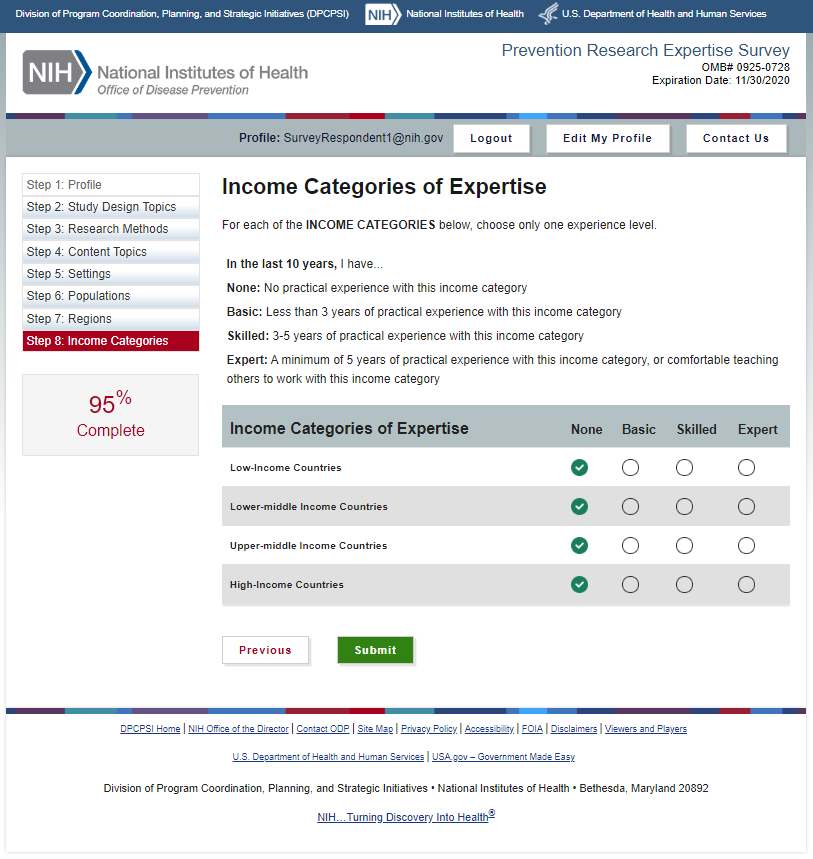 Division of Program Coordination, Planning, and Strategic Initiatives (DPCPSI) NIH National Institutes of Health U.S. Department of Health and Human Services
NIH National Institutes of Health
Office of Disease Prevention
Prevention Research Expertise Survey
OMB# 0925-0728
Expiration Date: 11/30/2020
Profile: SurveyRespondent1@nih.gov Logout Edit My Profile Contact Us
Step 1: Profile
Step 2: Study Design Topics
Step 3: Research Methods
Step 4: Content Topics
Step 5: Settings
Step 6: Populations
Step 7: Regions
Step 8: Income Categories
95%
Complete
Income Categories of Expertise
For each of the INCOME CATEGORIES below, choose only one experience level.
In the last 10 years, I have...
None: No practical experience with this income category
Basic: Less than 3 years of practical experience with this income category
Skilled: 3-5 years of practical experience with this income category
Expert: A minimum of 5 years of practical experience with this income category, or comfortable teaching
others to work with this income category
Income Categories of Expertise None Basic Skilled Expert
Low-Income Countries
Lower-middle Income Countries
Upper-middle Income Countries
High-Income Countries
Previous Submit
DPCPSI Home | NIH Office of the Director | Contact ODP | Site Map | Privacy Policy | Accessibility | FOIA | Disclaimers | Viewers and Players
U.S. Department of Health and Human Services | USA.gov – Government Made Easy
Division of Program Coordination, Planning, and Strategic Initiatives • National Institutes of Health • Bethesda, Maryland 20892
NIH…Turning Discovery Into Health®